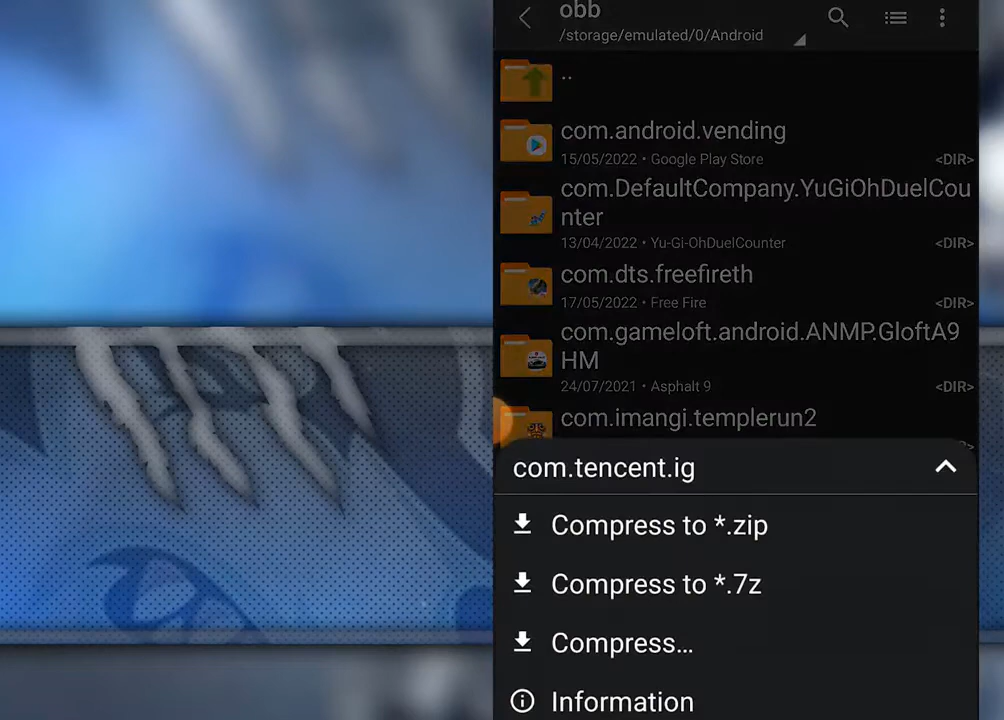 obb
/storage/emulated/0/Android
..
com.android.vending
15/05/2022 • Google Play Store
<DIR>
com.DefaultCompany.YuGiOhDuelCou
nter
13/04/2022 • Yu-Gi-OhDuelCounter
<DIR>
com.dts.freefireth
17/05/2022 • Free Fire
<DIR>
com.gameloft.android.ANMP.GloftA9
HM
24/07/2021 • Asphalt 9
<DIR>
com.imangi.templerun2
com.tencent.ig
Compress to *.zip
Compress to *.7z
Compress...
Information